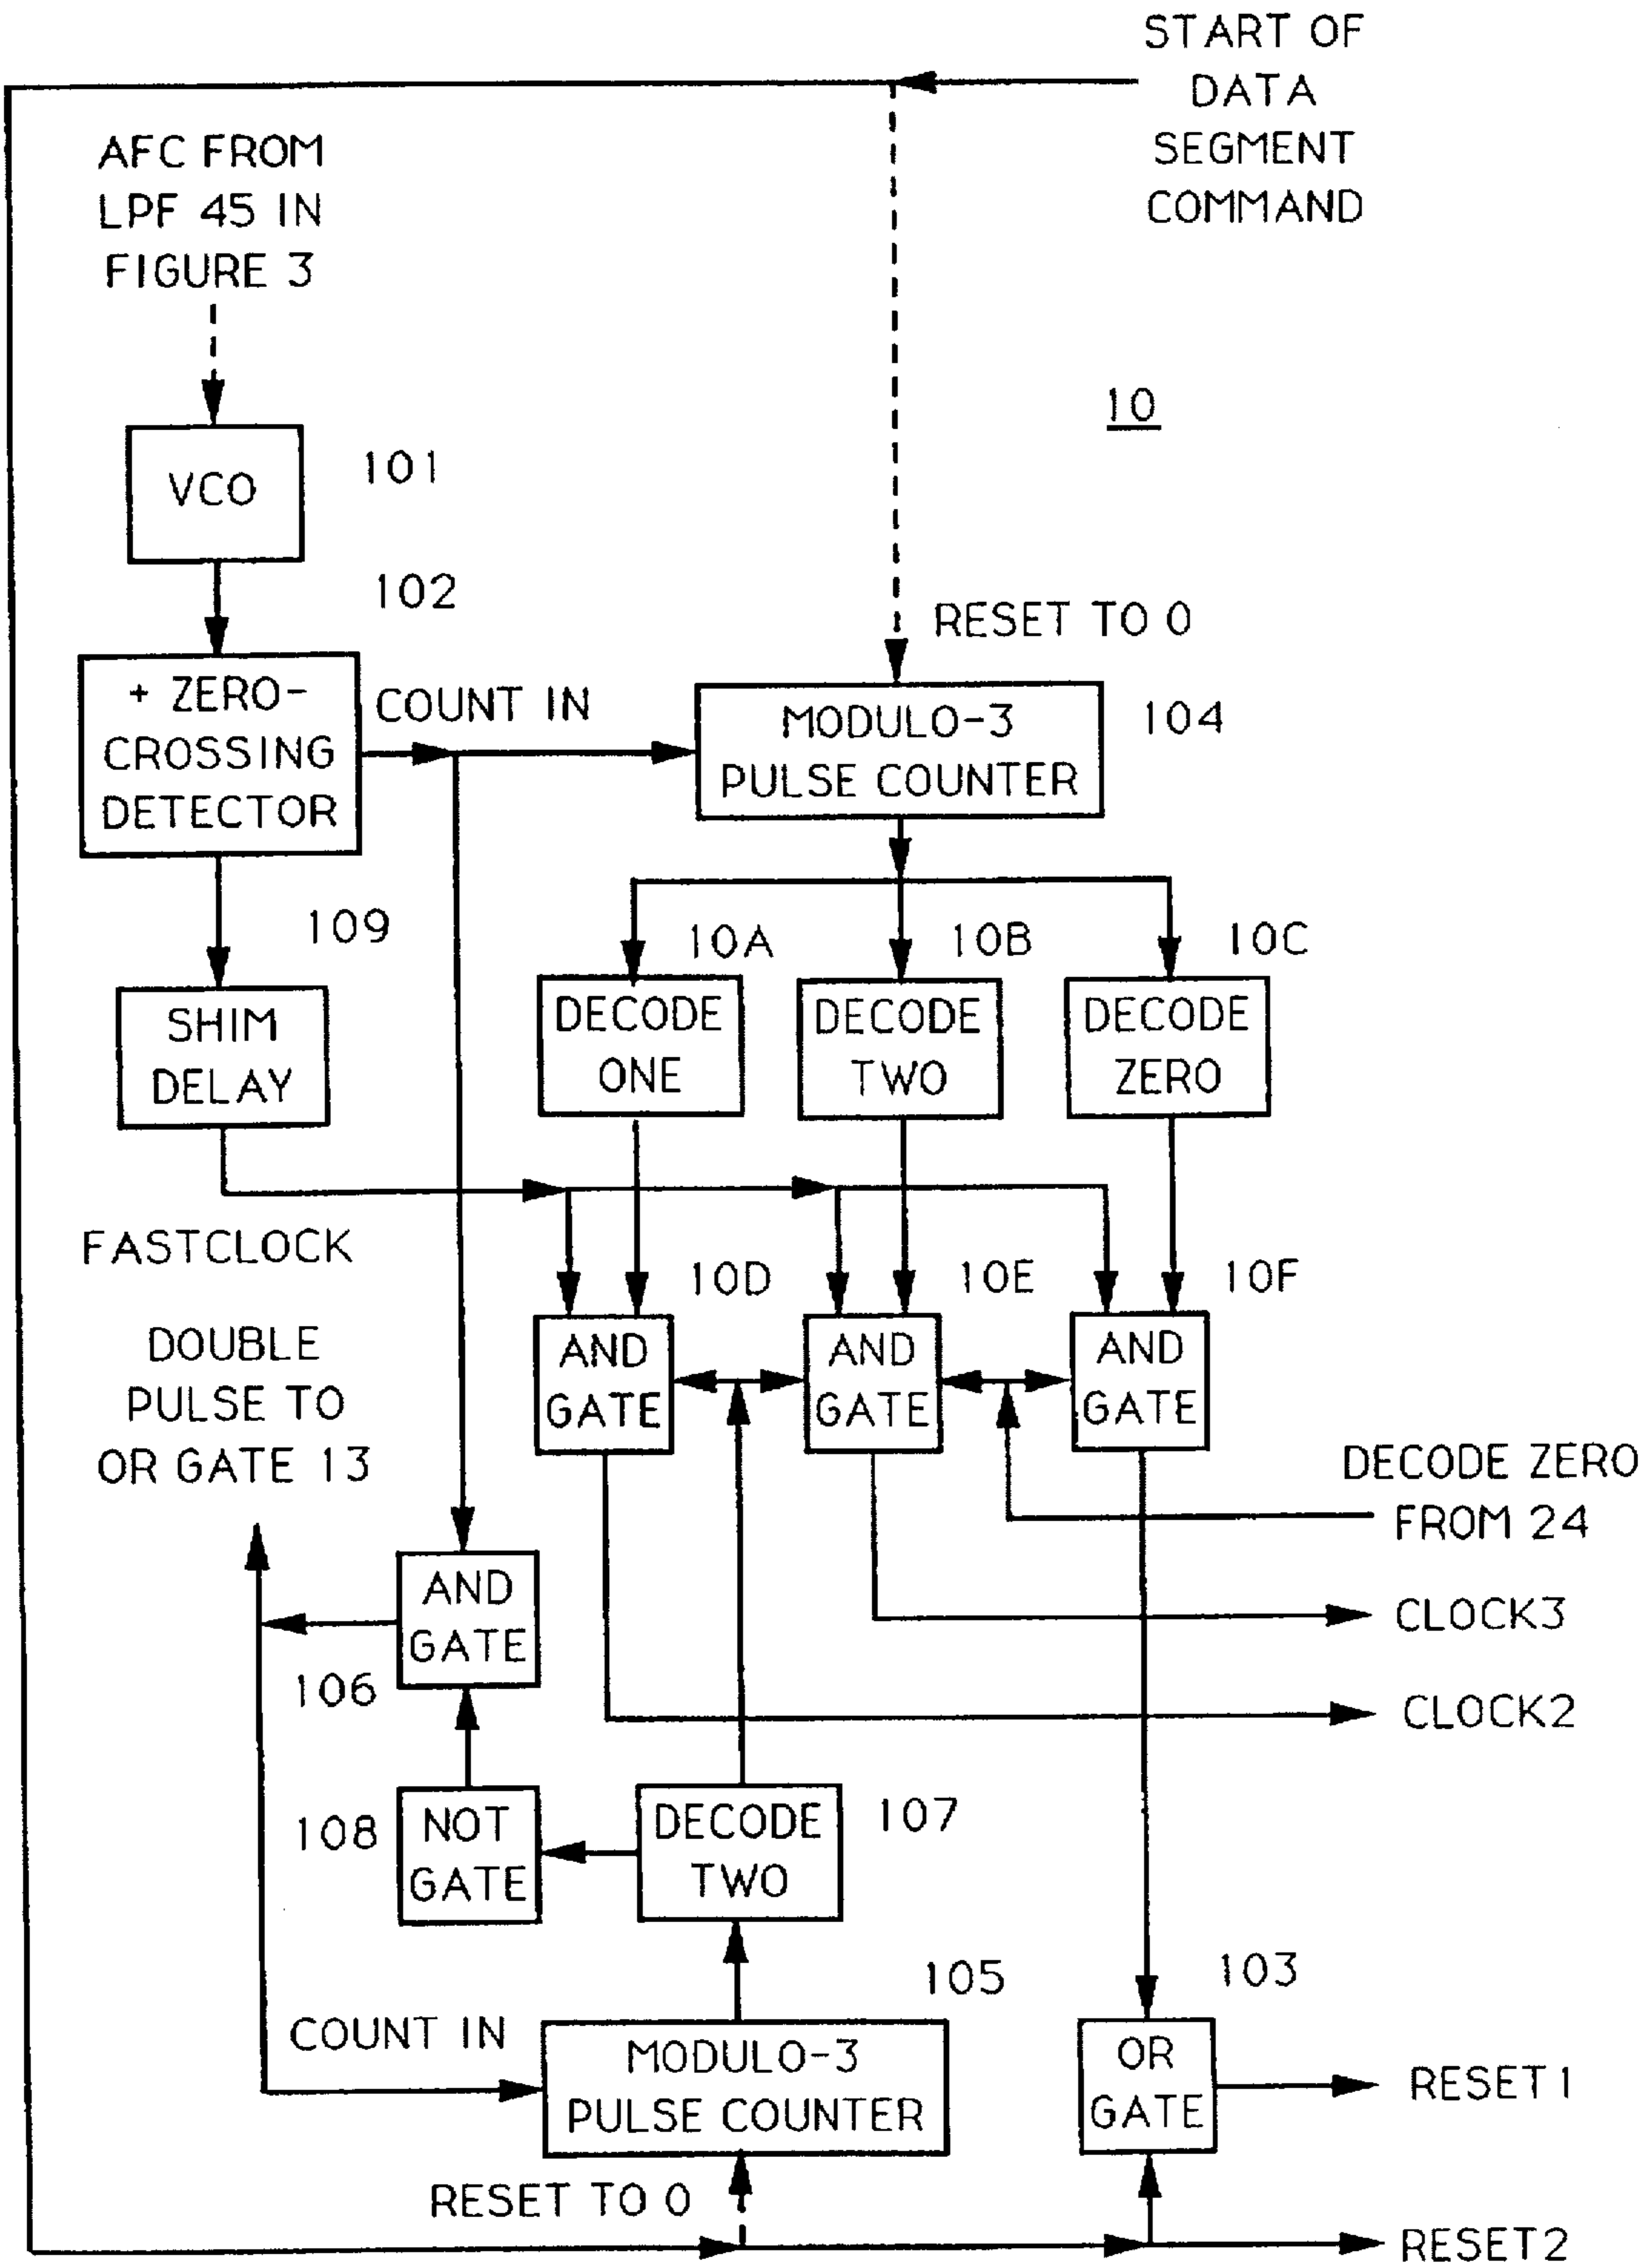 START OF
DATA
SEGMENT
COMMAND
AFC FROM
LPF 45 IN
FIGURE 3
10
VCO
101
102
RESET TO 0
+ ZERO-
CROSSING
DETECTOR
COUNT IN
MODULO-3
PULSE COUNTER
104
109
10A
10B
10C
SHIM
DELAY
DECODE
ONE
DECODE
TWO
DECODE
ZERO
FASTCLOCK
10D
10E
10F
DOUBLE
PULSE TO
OR GATE 13
AND
GATE
AND
GATE
AND
GATE
DECODE ZERO
FROM 24
AND
GATE
106
CLOCK3
CLOCK2
108
NOT
GATE
DECODE
TWO
107
105
103
COUNT IN
MODULO-3
PULSE COUNTER
OR
GATE
RESET1
RESET TO 0
RESET2